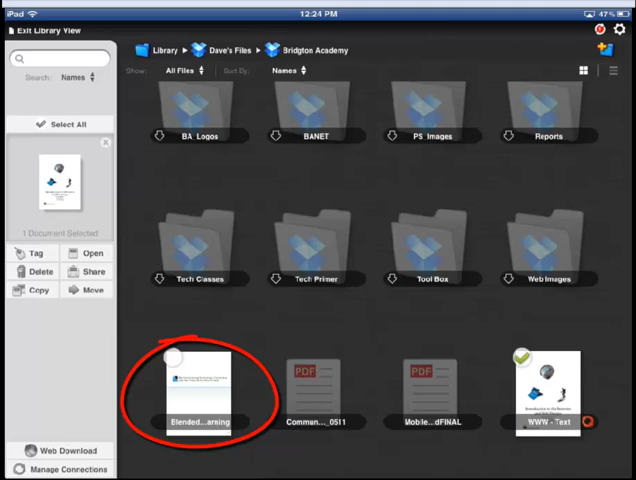 iPad 12:24 PM 47%
Exit Library View
Library ▸ Dave's Files ▸ Bridgton Academy
Search: Names
Show: All Files Sort By: Names
Select All
BA_Logos BANET PS_Images Reports
1 Document Selected
Tag Open
Delete Share
Copy Move
Tech Classes Tech Primer Tool Box Web Images
PDF PDF
Blended...arning Commun..._0511 Mobile...dFINAL WWW - Text
Web Download
Manage Connections